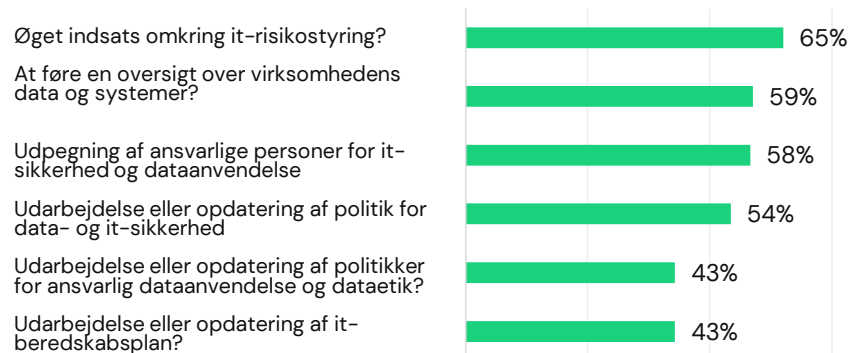 Øget indsats omkring it-risikostyring?
65%
At føre en oversigt over virksomhedens
data og systemer?
59%
Udpegning af ansvarlige personer for it-
sikkerhed og dataanvendelse
58%
Udarbejdelse eller opdatering af politik for
data- og it-sikkerhed
54%
Udarbejdelse eller opdatering af politikker
for ansvarlig dataanvendelse og dataetik?
43%
Udarbejdelse eller opdatering af it-
beredskabsplan?
43%